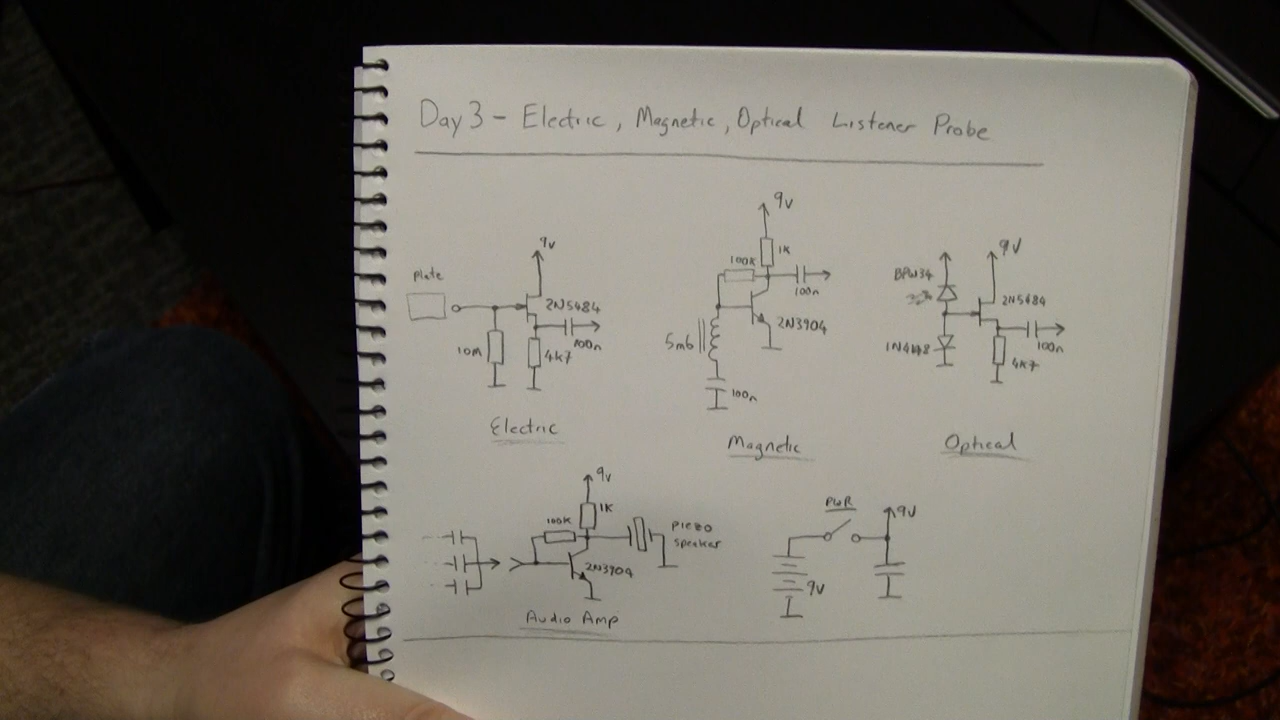 Day 3 - Electric, Magnetic, Optical Listener Probe
9V
Plate
2N5484
10M
4K7
100n
Electric
9V
1K
100K
100n
2N3904
5m6
100n
Magnetic
9V
BPW34
2N5484
1N4148
4K7
100n
Optical
9V
1K
100K
Piezo
speaker
2N3904
Audio Amp
PWR
9V
9V